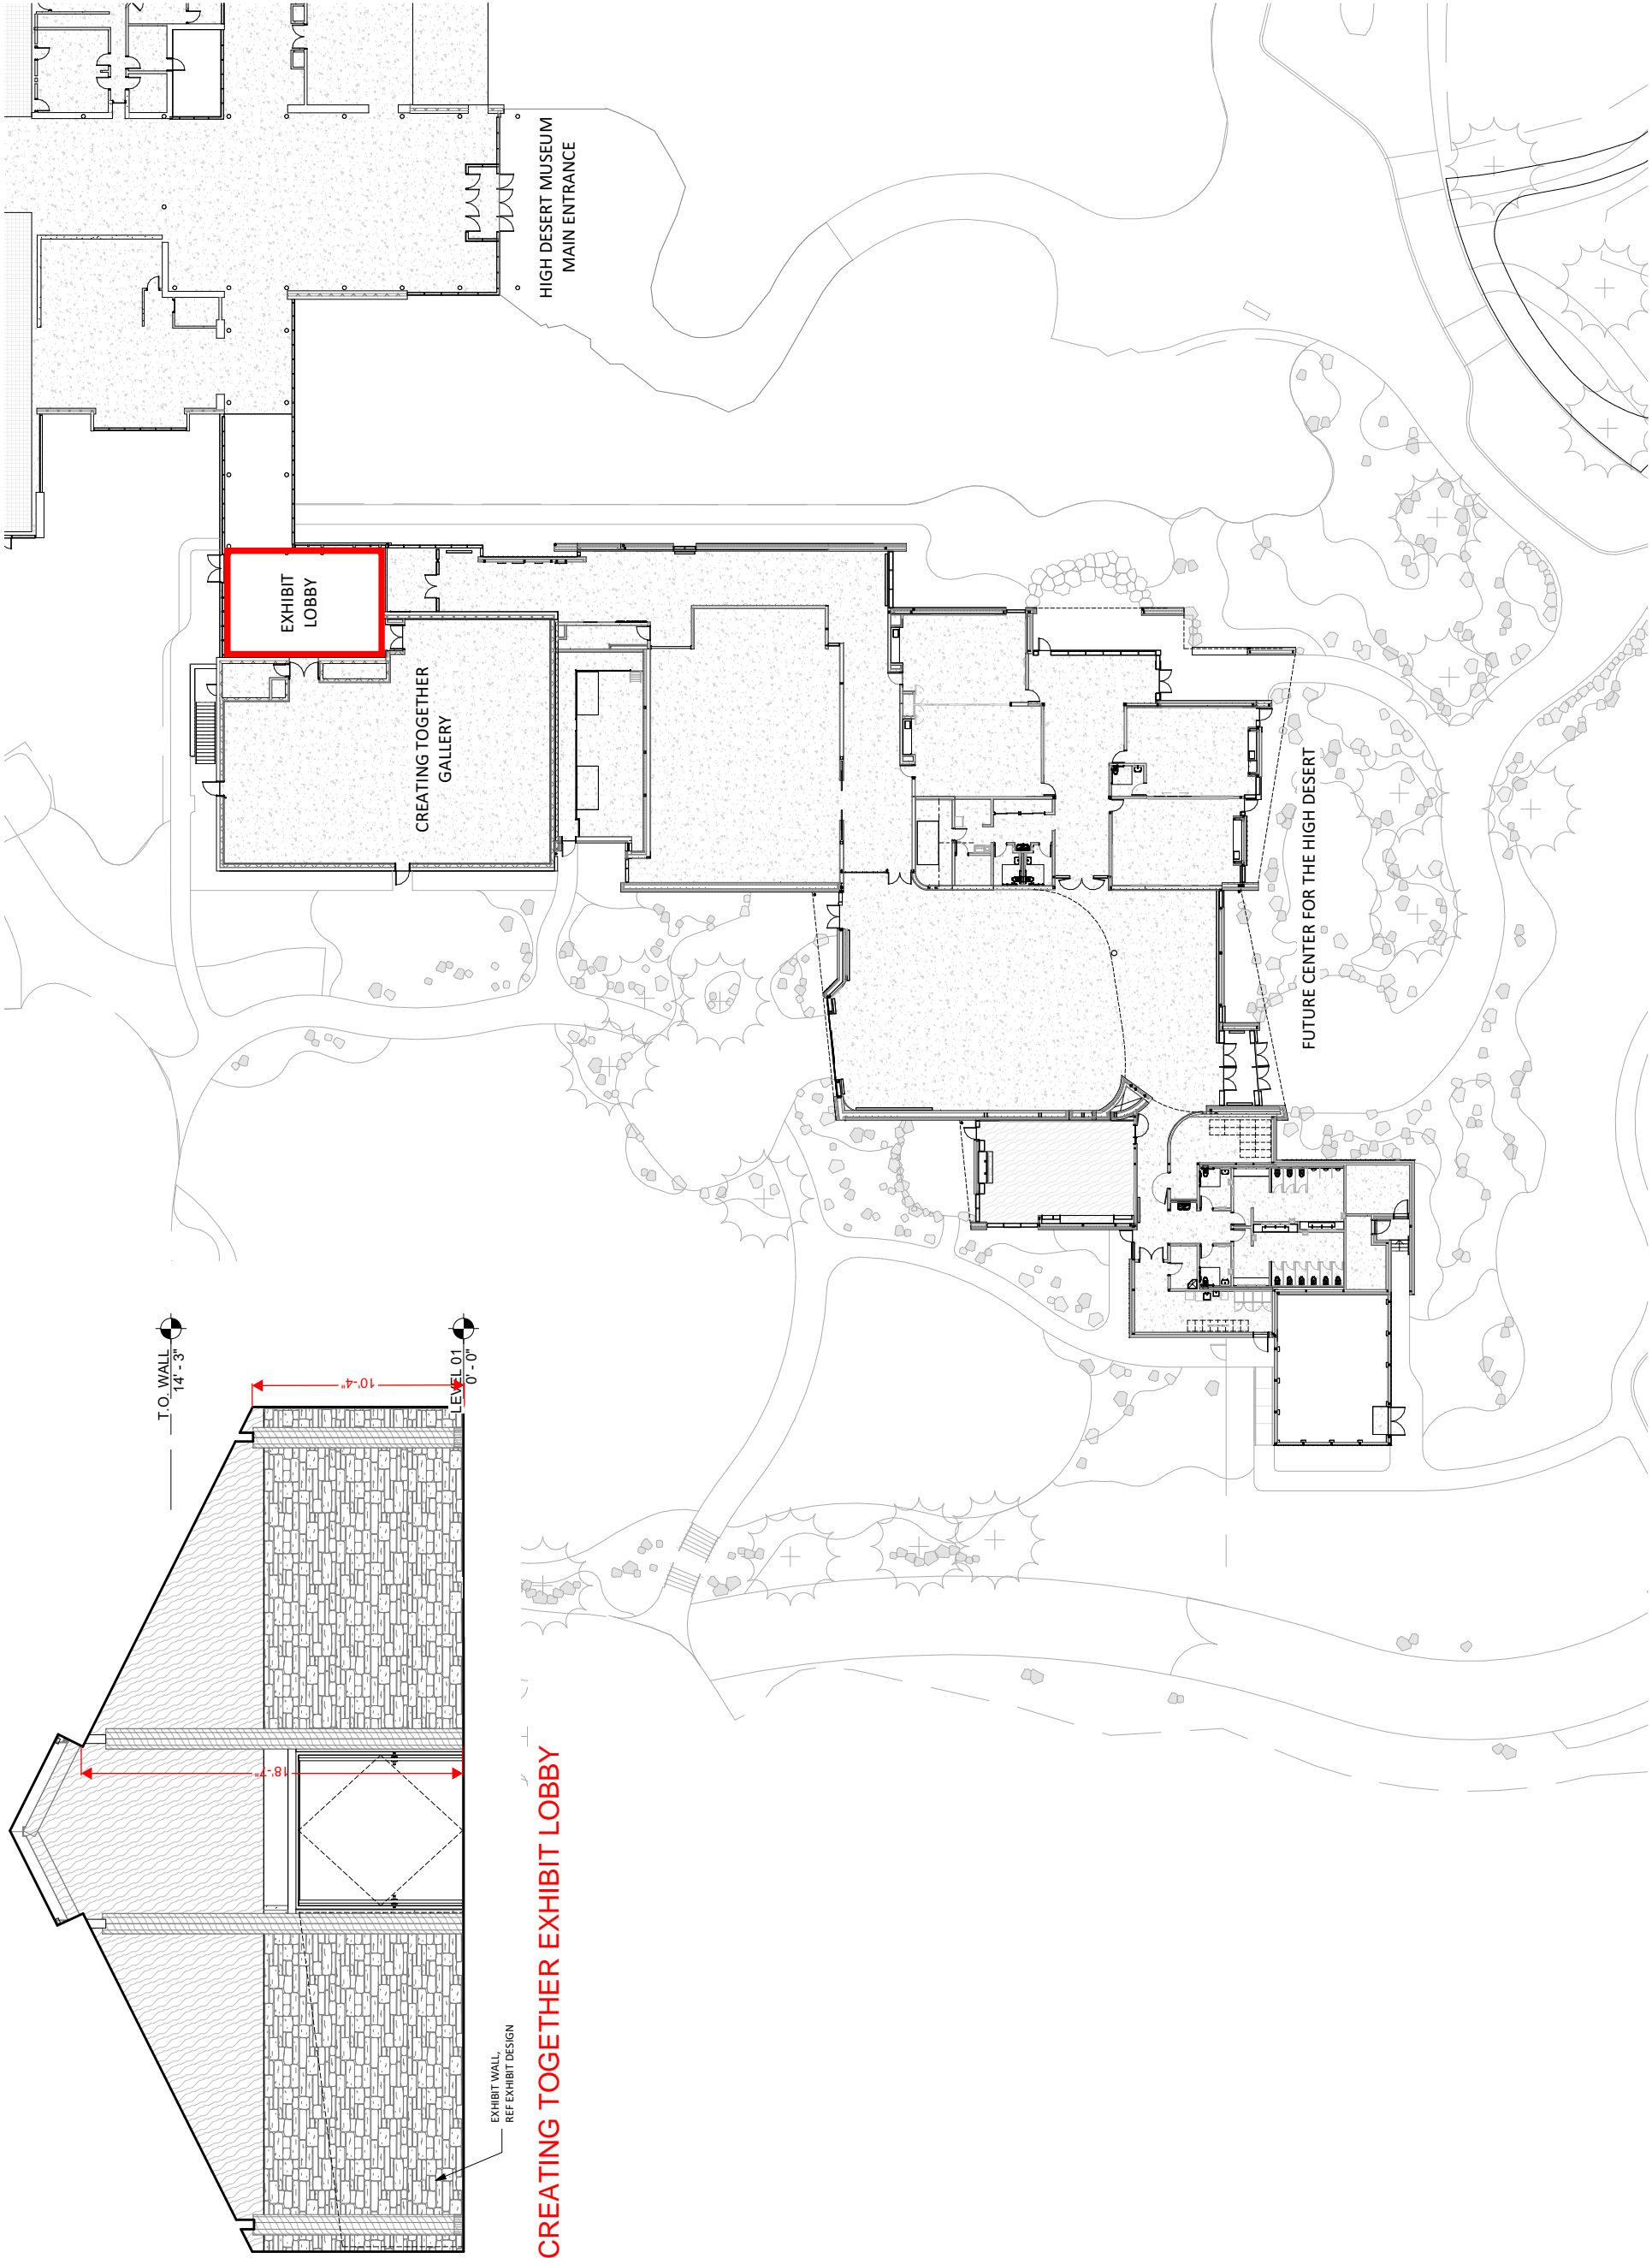 HIGH DESERT MUSEUM
MAIN ENTRANCE
EXHIBIT
LOBBY
CREATING TOGETHER
GALLERY
FUTURE CENTER FOR THE HIGH DESERT
T.O. WALL
14' - 3"
LEVEL 01
0' - 0"
10'-4"
18'-7"
EXHIBIT WALL,
REF EXHIBIT DESIGN
CREATING TOGETHER EXHIBIT LOBBY